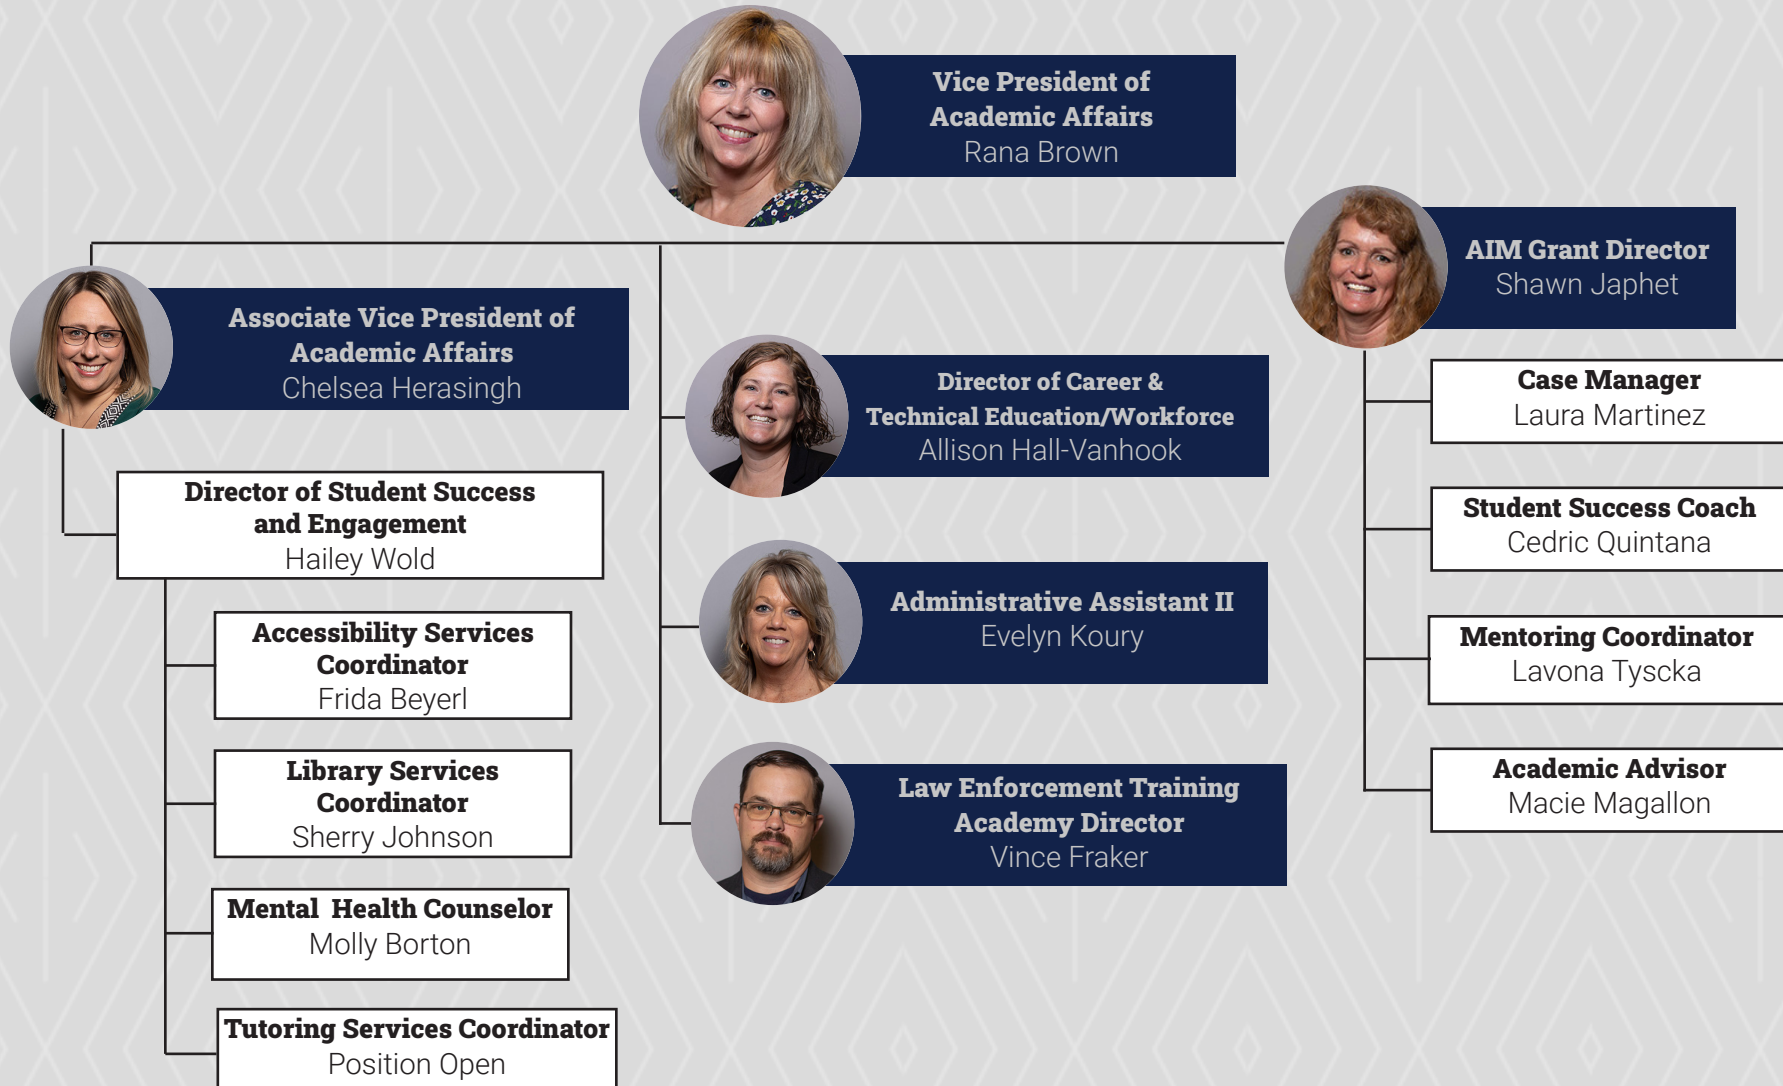 Vice President of
Academic Affairs
Rana Brown
AIM Grant Director
Shawn Japhet
Associate Vice President of
Academic Affairs
Chelsea Herasingh
Director of Career &
Technical Education/Workforce
Allison Hall-Vanhook
Case Manager
Laura Martinez
Director of Student Success
and Engagement
Hailey Wold
Student Success Coach
Cedric Quintana
Administrative Assistant II
Evelyn Koury
Accessibility Services
Coordinator
Frida Beyerl
Mentoring Coordinator
Lavona Tyscka
Library Services
Coordinator
Sherry Johnson
Law Enforcement Training
Academy Director
Vince Fraker
Academic Advisor
Macie Magallon
Mental  Health Counselor
Molly Borton
Tutoring Services Coordinator
Position Open